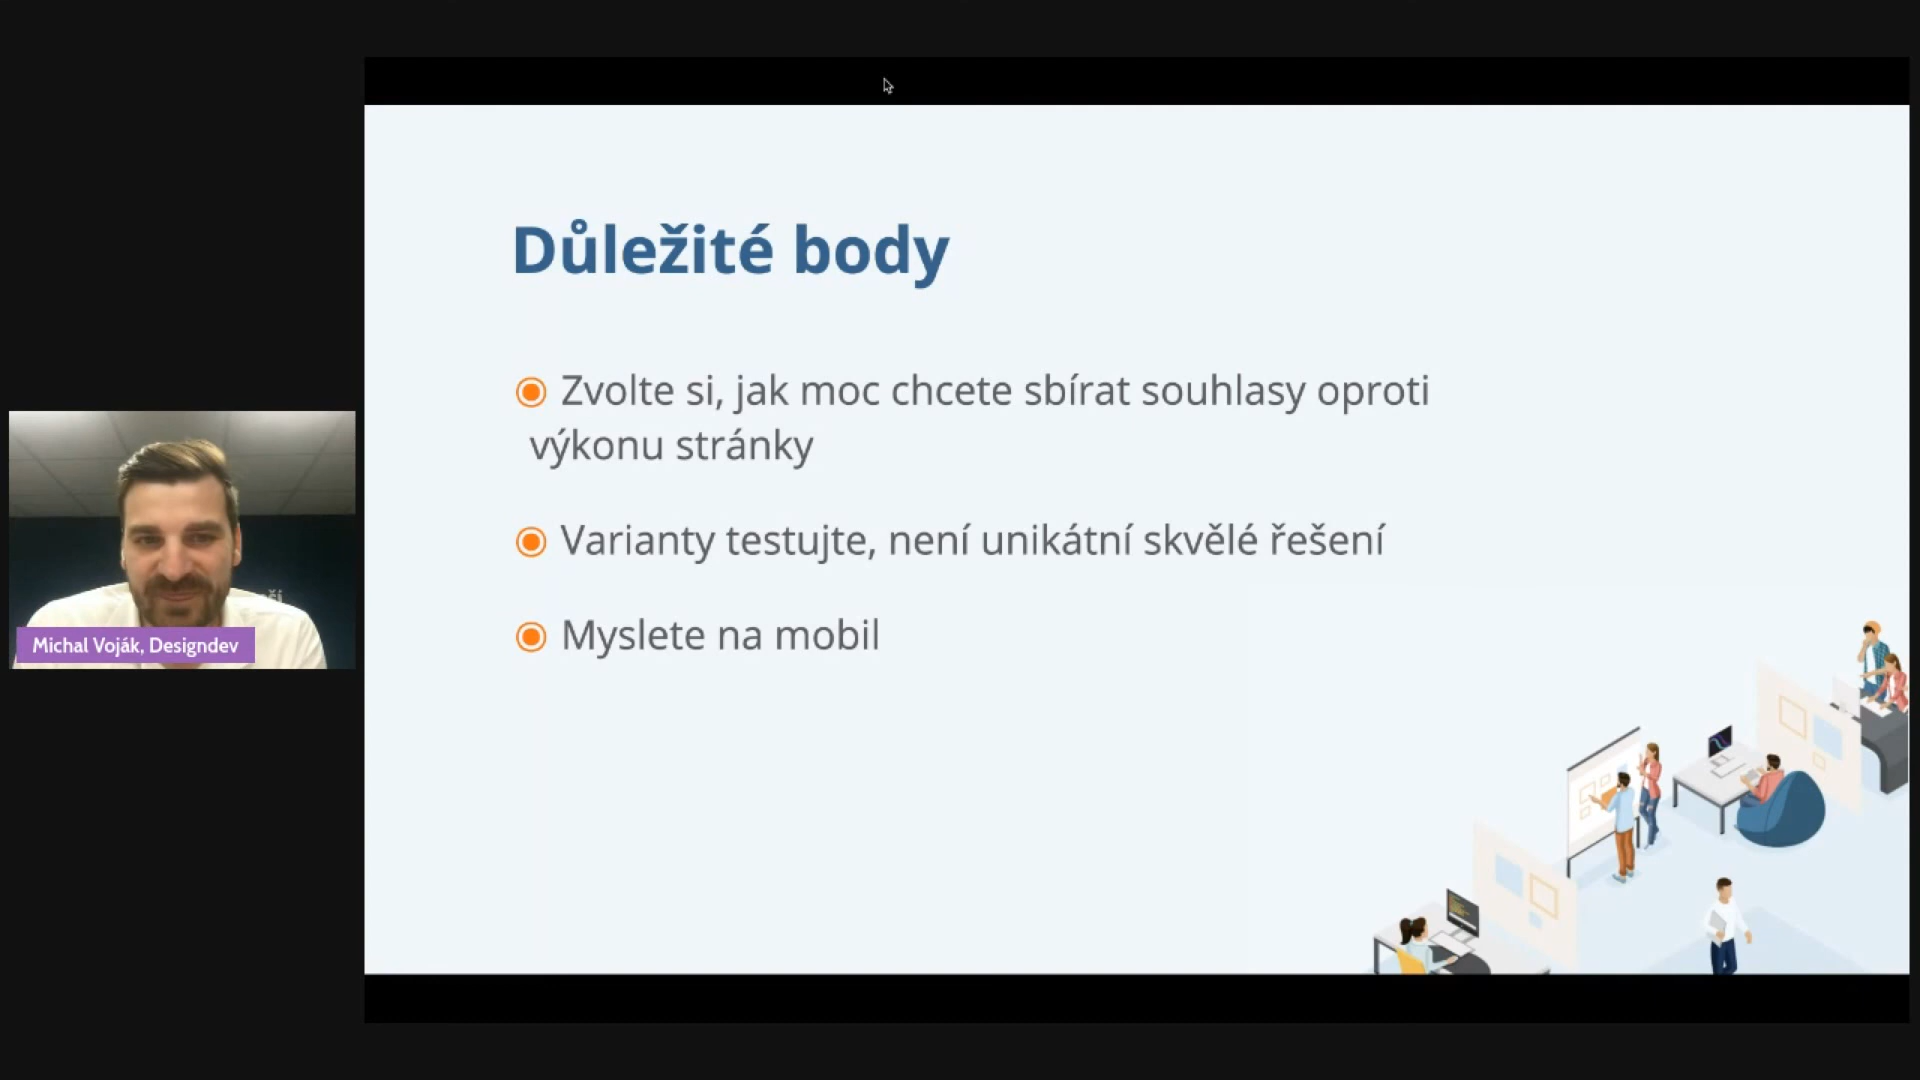 Důležité body
Zvolte si, jak moc chcete sbírat souhlasy oproti
výkonu stránky
Varianty testujte, není unikátní skvělé řešení
Myslete na mobil
Michal Voják, Designdev